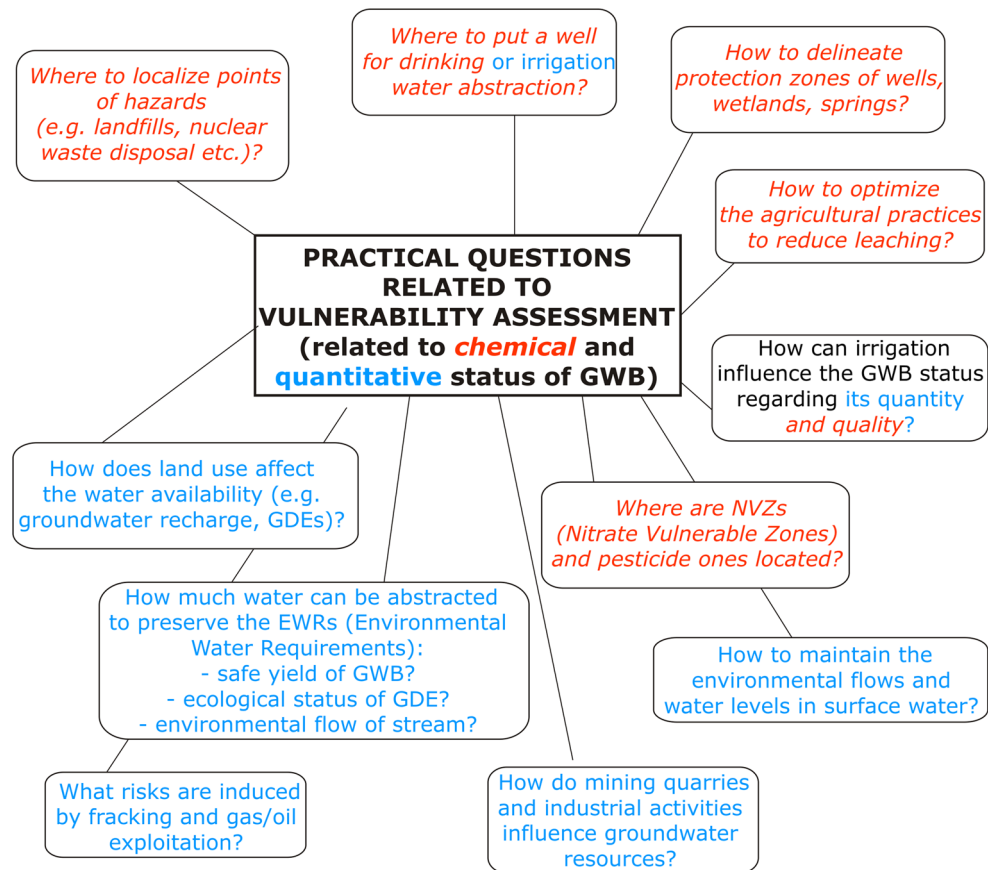 Where to localize points
of hazards
(e.g. landfills, nuclear
waste disposal etc.)?
Where to put a well
for drinking or irrigation
water abstraction?
How to delineate
protection zones of wells,
wetlands, springs?
How to optimize
the agricultural practices
to reduce leaching?
PRACTICAL QUESTIONS
RELATED TO
VULNERABILITY ASSESSMENT
(related to chemical and
quantitative status of GWB)
How can irrigation
influence the GWB status
regarding its quantity
and quality?
How does land use affect
the water availability (e.g.
groundwater recharge, GDEs)?
Where are NVZs
(Nitrate Vulnerable Zones)
and pesticide ones located?
How much water can be abstracted
to preserve the EWRs (Environmental
Water Requirements):
- safe yield of GWB?
- ecological status of GDE?
- environmental flow of stream?
How to maintain the
environmental flows and
water levels in surface water?
What risks are induced
by fracking and gas/oil
exploitation?
How do mining quarries
and industrial activities
influence groundwater
resources?